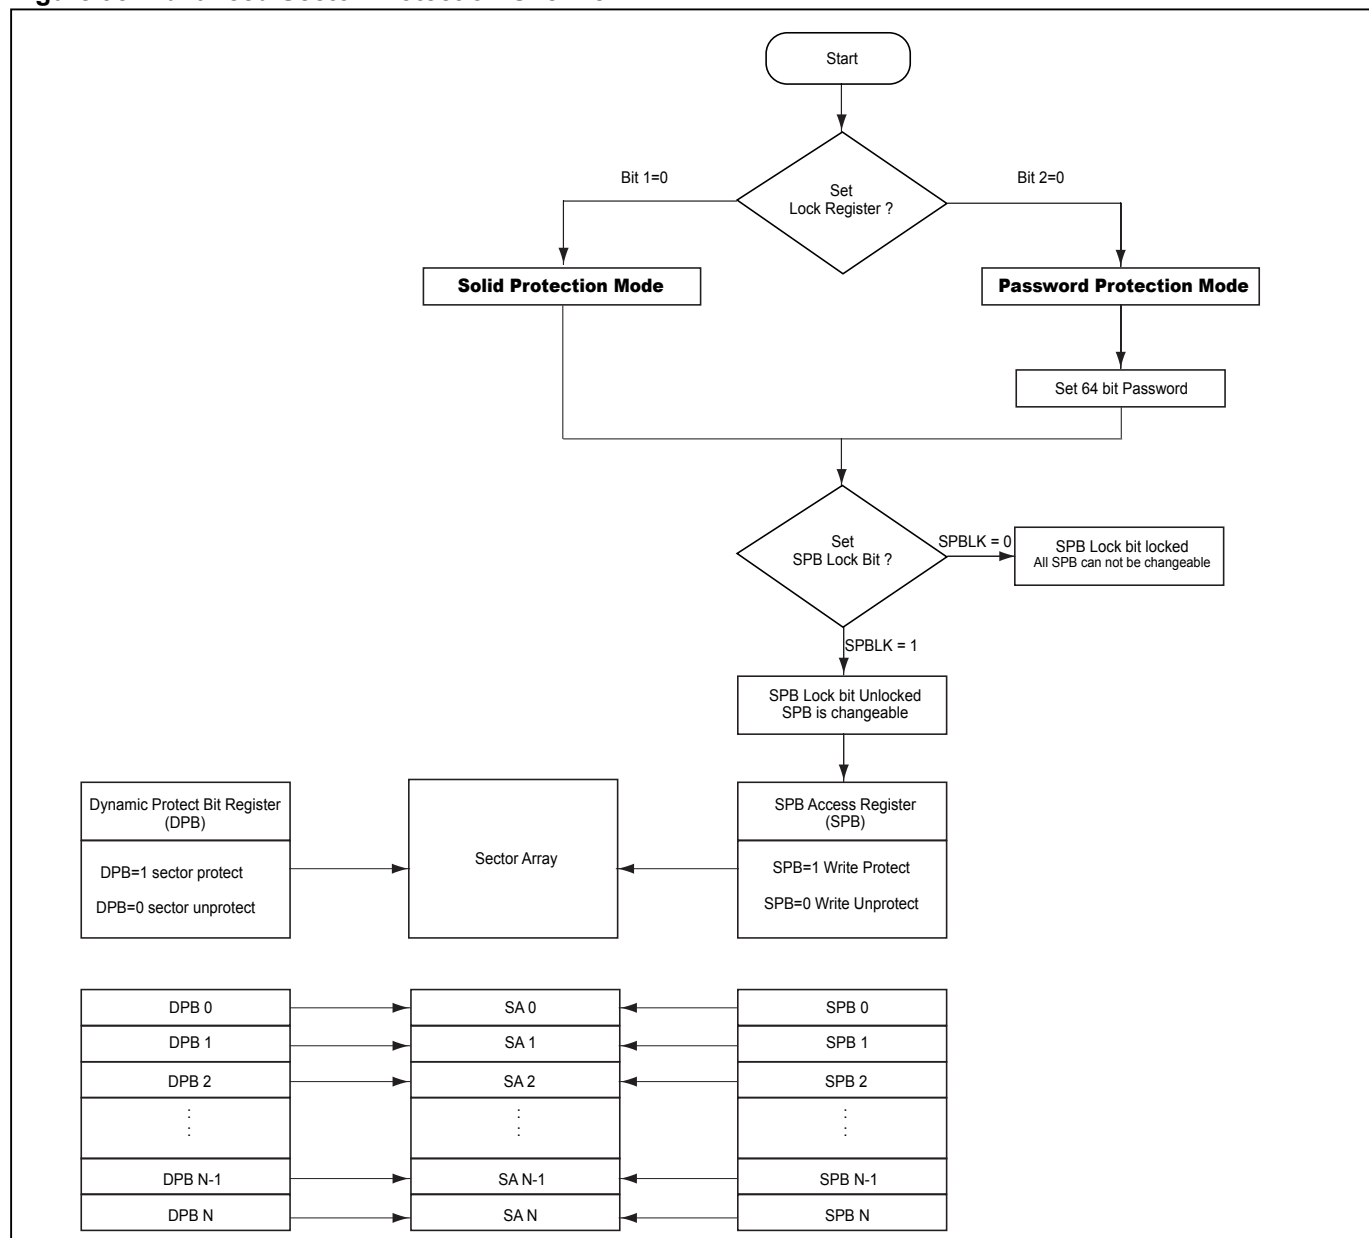 Start
Set
Lock Register ?
Bit 1=0
Bit 2=0
Solid Protection Mode
Password Protection Mode
Set 64 bit Password
Set
SPB Lock Bit ?
SPBLK = 0
SPB Lock bit locked
All SPB can not be changeable
SPBLK = 1
SPB Lock bit Unlocked
SPB is changeable
Dynamic Protect Bit Register
(DPB)
DPB=1 sector protect
DPB=0 sector unprotect
Sector Array
SPB Access Register
(SPB)
SPB=1 Write Protect
SPB=0 Write Unprotect
DPB 0
SA 0
SPB 0
DPB 1
SA 1
SPB 1
DPB 2
SA 2
SPB 2
DPB N-1
SA N-1
SPB N-1
DPB N
SA N
SPB N